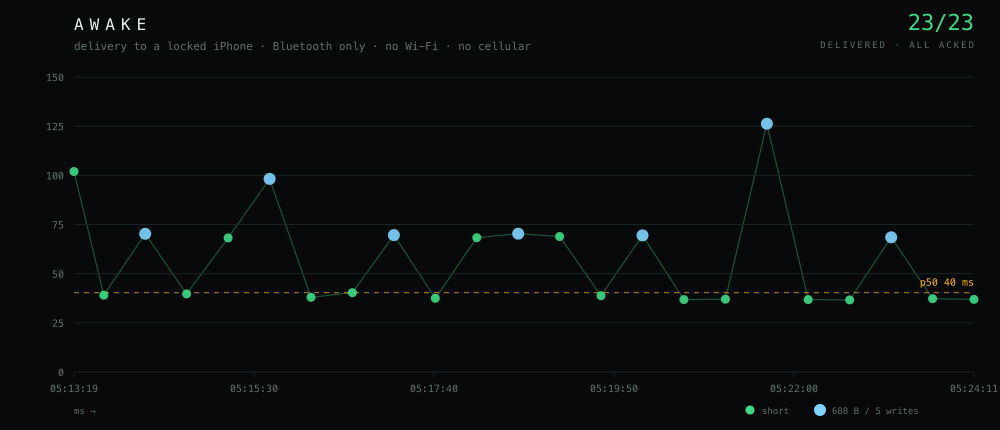 AWAKE
23/23
delivery to a locked iPhone · Bluetooth only · no Wi-Fi · no cellular
DELIVERED · ALL ACKED
150
125
100
75
50
p50 40 ms
25
0
05:13:19 05:15:30 05:17:40 05:19:50 05:22:00 05:24:11
ms → short 688 B / 5 writes